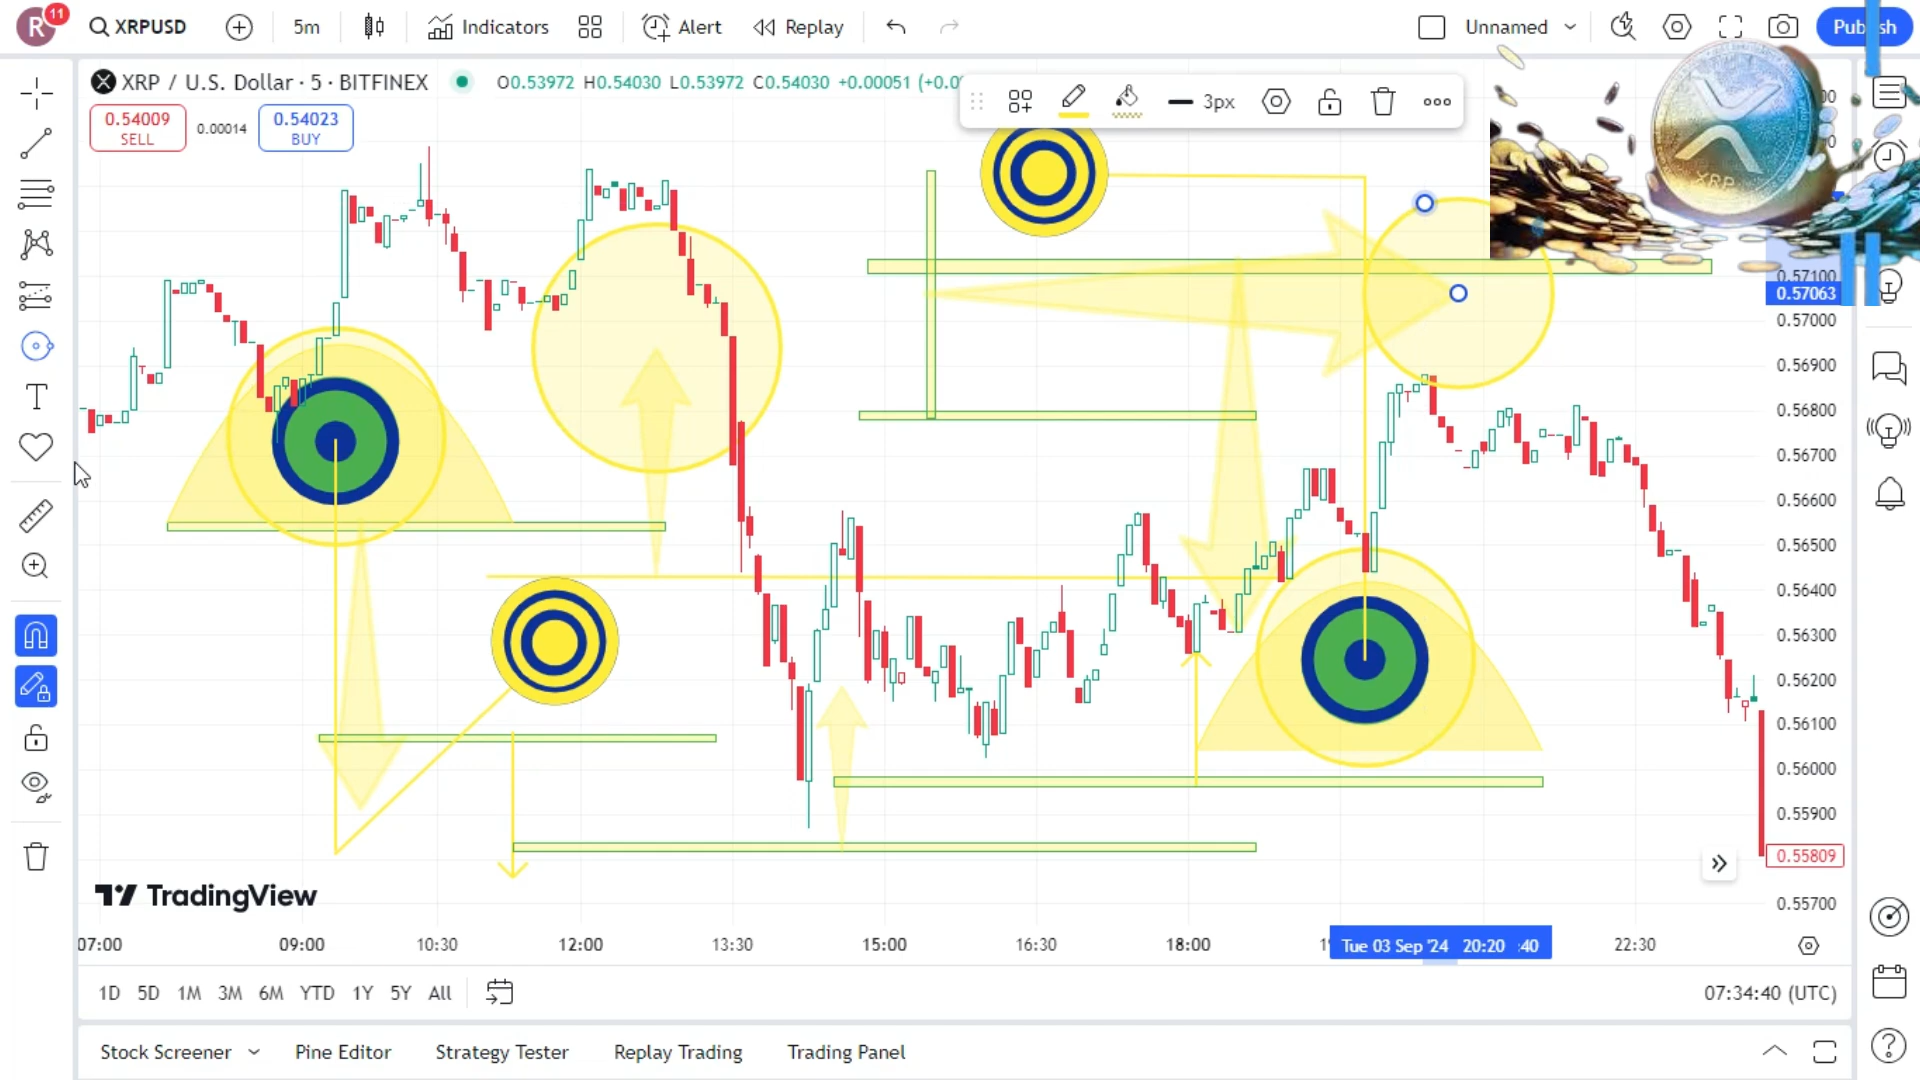 R 11 XRPUSD 5m Indicators Alert Replay Unnamed Publish
XRP / U.S. Dollar · 5 · BITFINEX O0.53972 H0.54030 L0.53972 C0.54030 +0.00051 (+0.0
3px
0.54009
SELL
0.00014
0.54023
BUY
XRP
0.57100
0.57063
0.57000
0.56900
0.56800
0.56700
0.56600
0.56500
0.56400
0.56300
0.56200
0.56100
0.56000
0.55900
0.55809
0.55700
TradingView
07:00 09:00 10:30 12:00 13:30 15:00 16:30 18:00 Tue 03 Sep '24 20:20 :40 22:30
1D 5D 1M 3M 6M YTD 1Y 5Y All 07:34:40 (UTC)
Stock Screener Pine Editor Strategy Tester Replay Trading Trading Panel